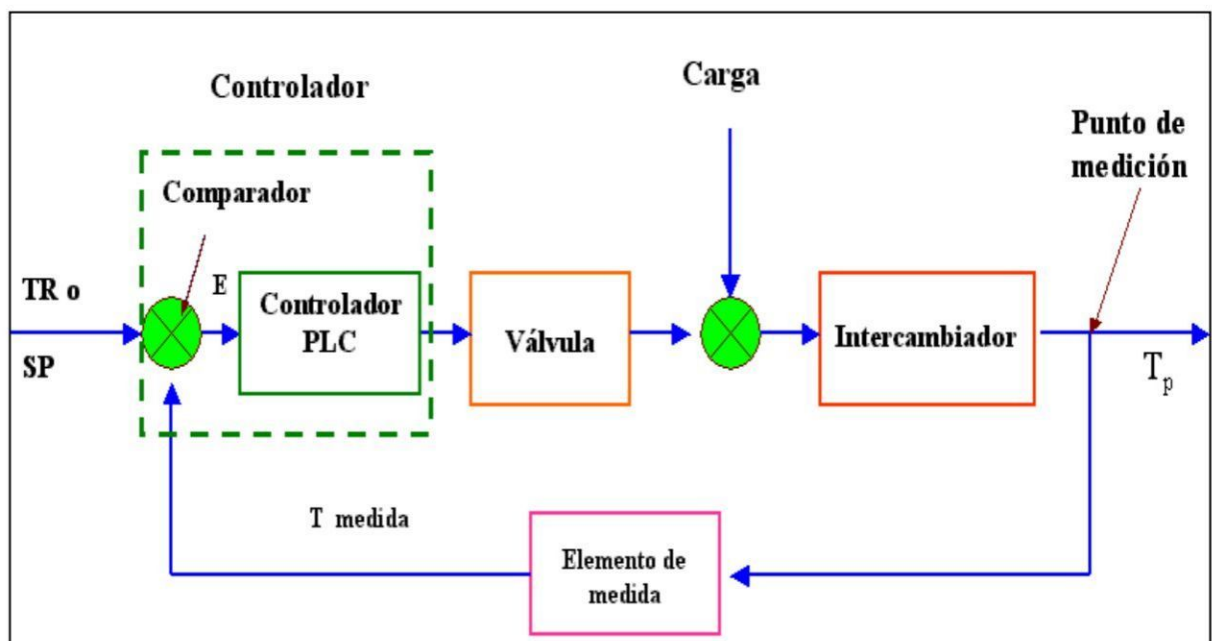 Controlador
Carga
Punto de
medición
Comparador
TR o
SP
E
Controlador
PLC
Válvula
Intercambiador
Tp
T medida
Elemento de
medida